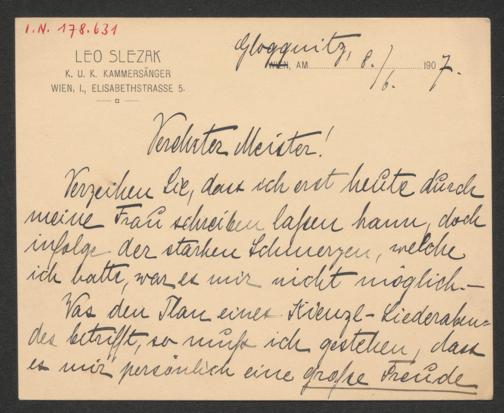 I.N. 178.631
LEO SLEZAK
K. U. K. KAMMERSÄNGER
WIEN, I., ELISABETHSTRASSE 5.
Gloggnitz,
WIEN, AM 8./6. 1907.
Verehrter Meister!
Verzeihen Sie, dass ich erst heute durch
meine Frau schreiben laßen kann, doch
infolge der starken Schmerzen, welche
ich hatte, war es mir nicht möglich. –
Was den Plan eines Kienzl-Liederaben=
des betrifft, so muß ich gestehen, dass
es mir persönlich eine große Freude